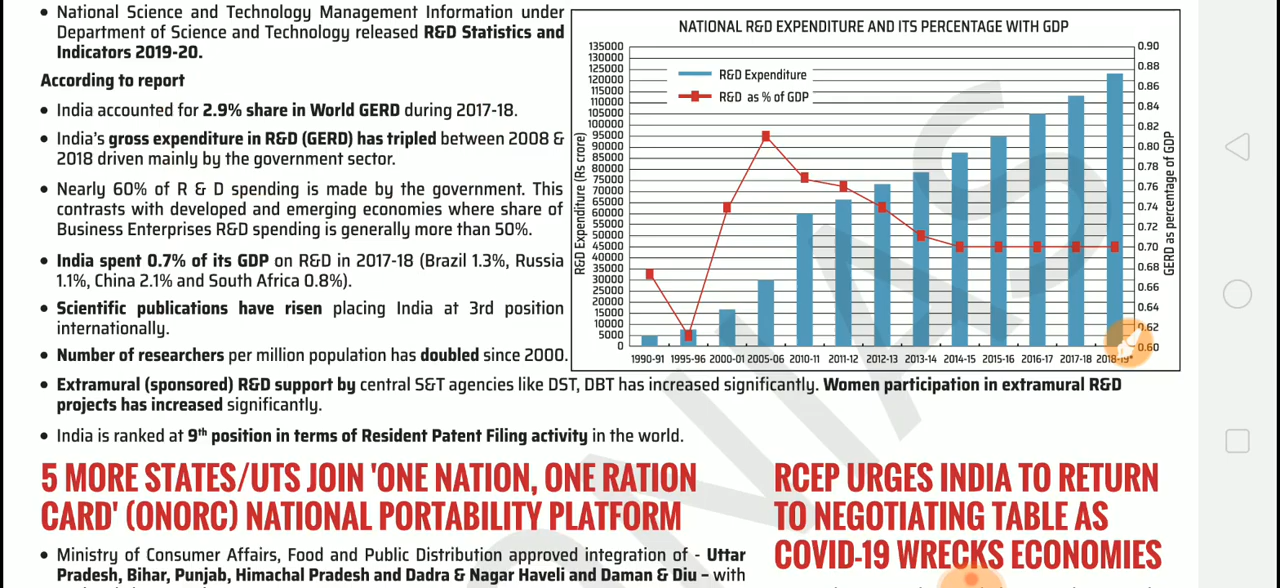 • National Science and Technology Management Information under
Department of Science and Technology released R&D Statistics and
Indicators 2019-20.
According to report
• India accounted for 2.9% share in World GERD during 2017-18.
• India's gross expenditure in R&D (GERD) has tripled between 2008 &
2018 driven mainly by the government sector.
• Nearly 60% of R & D spending is made by the government. This
contrasts with developed and emerging economies where share of
Business Enterprises R&D spending is generally more than 50%.
• India spent 0.7% of its GDP on R&D in 2017-18 (Brazil 1.3%, Russia
1.1%, China 2.1% and South Africa 0.8%).
• Scientific publications have risen placing India at 3rd position
internationally.
• Number of researchers per million population has doubled since 2000.
NATIONAL R&D EXPENDITURE AND ITS PERCENTAGE WITH GDP
R&D Expenditure
R&D as % of GDP
R&D Expenditure (Rs crore)
135000
130000
125000
120000
115000
110000
105000
100000
95000
90000
85000
80000
75000
70000
65000
60000
55000
50000
45000
40000
35000
30000
25000
20000
15000
10000
5000
0
0.90
0.88
0.86
0.84
0.82
0.80
0.78
0.76
0.74
0.72
0.70
0.68
0.66
0.64
0.62
0.60
GERD as percentage of GDP
1990-91 1995-96 2000-01 2005-06 2010-11 2011-12 2012-13 2013-14 2014-15 2015-16 2016-17 2017-18 2018-19*
• Extramural (sponsored) R&D support by central S&T agencies like DST, DBT has increased significantly. Women participation in extramural R&D
projects has increased significantly.
• India is ranked at 9th position in terms of Resident Patent Filing activity in the world.
5 MORE STATES/UTS JOIN 'ONE NATION, ONE RATION
CARD' (ONORC) NATIONAL PORTABILITY PLATFORM
• Ministry of Consumer Affairs, Food and Public Distribution approved integration of - Uttar
Pradesh, Bihar, Punjab, Himachal Pradesh and Dadra & Nagar Haveli and Daman & Diu – with
RCEP URGES INDIA TO RETURN
TO NEGOTIATING TABLE AS
COVID-19 WRECKS ECONOMIES